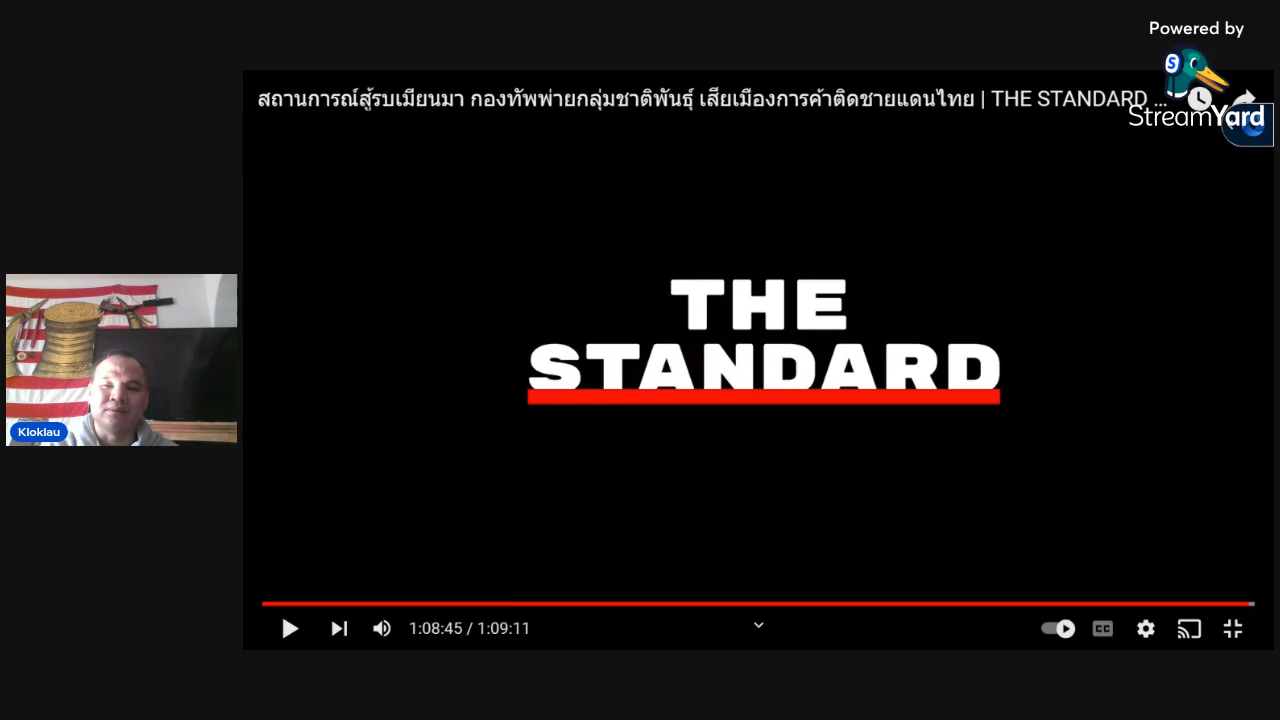 Powered by
StreamYard
สถานการณ์สู้รบเมียนมา กองทัพพ่ายกลุ่มชาติพันธุ์ เสียเมืองการค้าติดชายแดนไทย | THE STANDARD ...
THE
STANDARD
Kloklau
1:08:45 / 1:09:11
CC